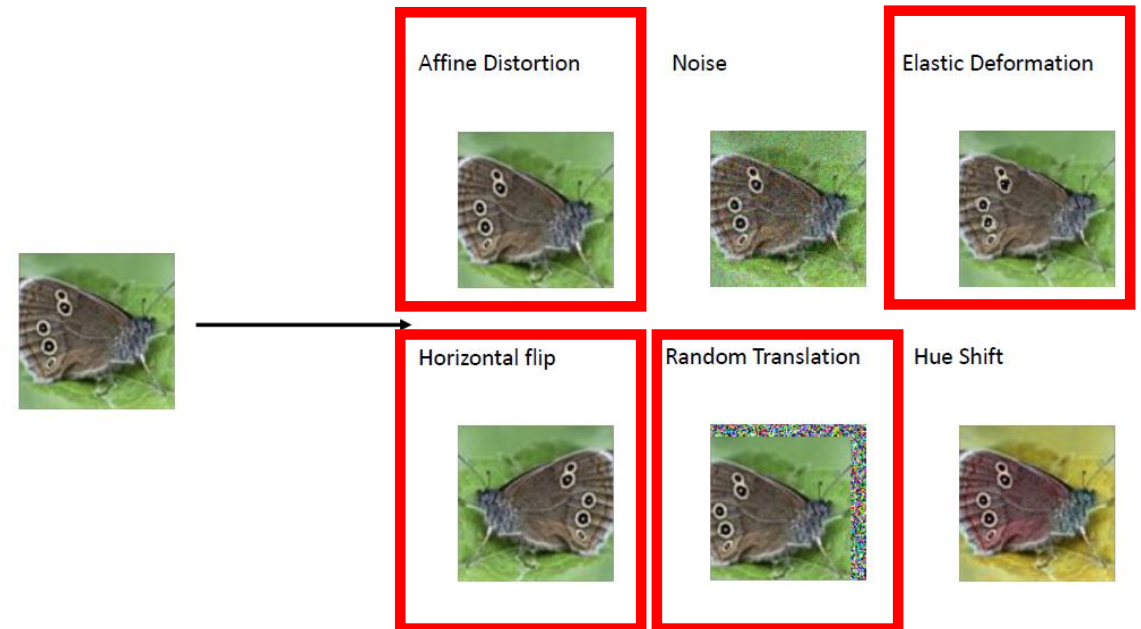 Affine Distortion
Noise
Elastic Deformation
Horizontal flip
Random Translation
Hue Shift